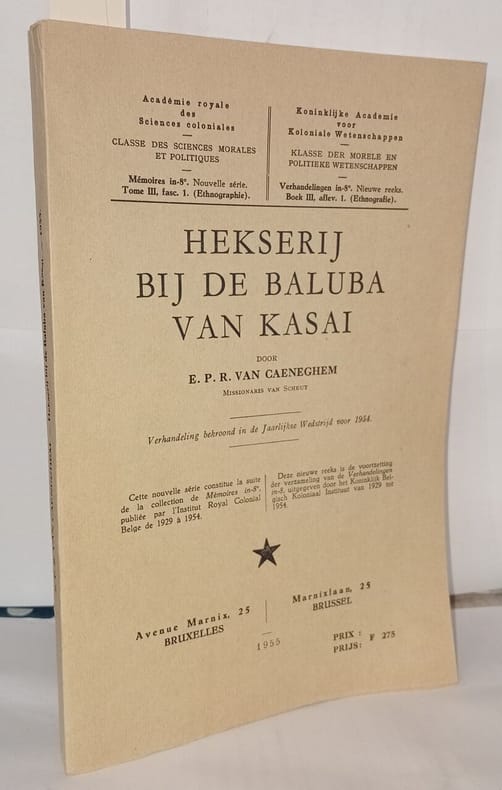 Académie royale
des
Sciences coloniales
CLASSE DES SCIENCES MORALES
ET POLITIQUES
Mémoires in-8°. Nouvelle série.
Tome III, fasc. 1. (Ethnographie).
Koninklijke Academie
voor
Koloniale Wetenschappen
KLASSE DER MORELE EN
POLITIEKE WETENSCHAPPEN
Verhandelingen in-8°. Nieuwe reeks.
Boek III, aflev. 1. (Ethnografie).
HEKSERIJ
BIJ DE BALUBA
VAN KASAI
DOOR
E. P. R. VAN CAENEGHEM
Missionaris van Scheut
Verhandeling bekroond in de Jaarlijkse Wedstrijd voor 1954.
Cette nouvelle série constitue la suite
de la collection de Mémoires in-8°,
publiée par l'Institut Royal Colonial
Belge de 1929 à 1954.
Deze nieuwe reeks is de voortzetting
der verzameling van de Verhandelingen
in-8, uitgegeven door het Koninklijk Bel-
gisch Koloniaal Instituut van 1929 tot
1954.
Avenue Marnix, 25
BRUXELLES
Marnixlaan, 25
BRUSSEL
1955
PRIX :
PRIJS: F 275